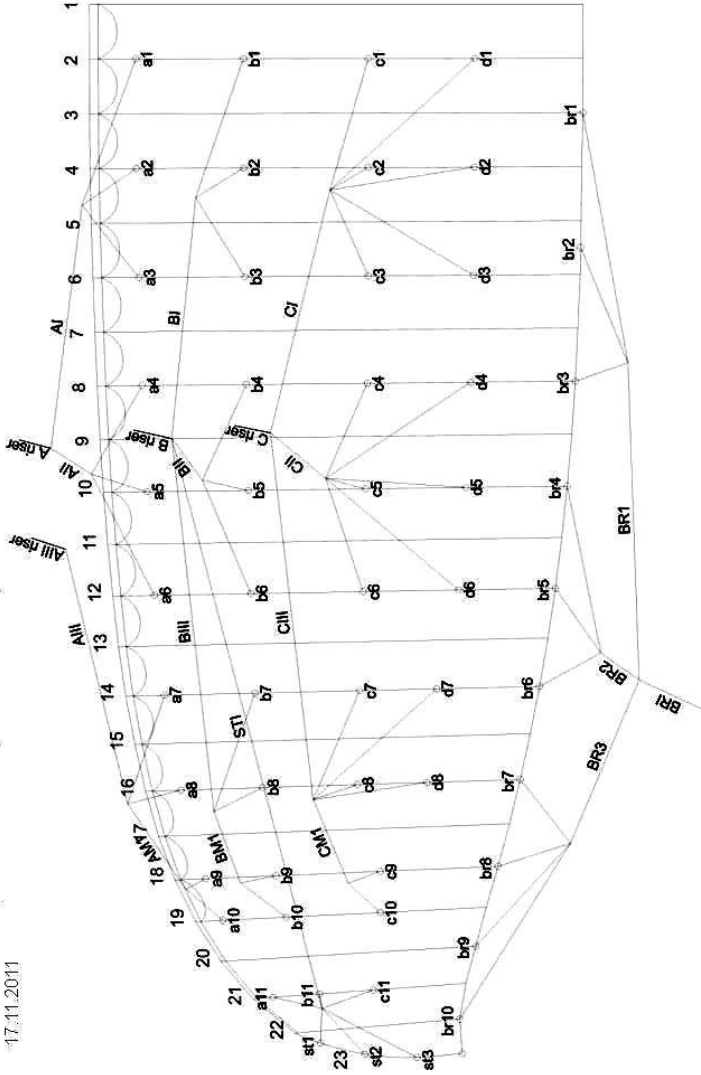 1
2 a1 b1 c1 d1
3 br1
4 a2 b2 c2 d2
5 br2
6 a3 b3 c3 d3
AI BI CI
7
8 a4 b4 c4 d4 br3
9
A riser B riser C riser
AII BII CII
10 a5 b5 c5 d5 br4
11 BR1
AIII riser
12 a6 b6 c6 d6 br5
AIII BIII CIII
13
14 a7 b7 c7 d7 br6
BR2
BRI
15 STI
BR3
16 a8 b8 c8 d8 br7
17
AM1 BM1 CM1
18 a9 b9 c9 br8
19 a10 b10 c10
20 br9
21 a11 b11 c11
22 br10
st1
23 st2 st3
17.11.2011